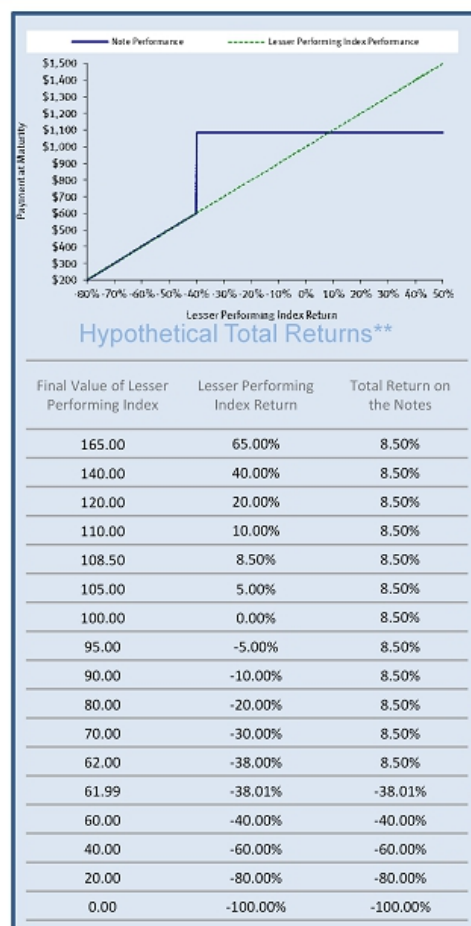 Note Performance Lesser Performing Index Performance
Payment at Maturity
$1,500
$1,400
$1,300
$1,200
$1,100
$1,000
$900
$800
$700
$600
$500
$400
$300
$200
-80% -70% -60% -50% -40% -30% -20% -10% 0% 10% 20% 30% 40% 50%
Lesser Performing Index Return
Hypothetical Total Returns**
Final Value of Lesser Performing Index Lesser Performing Index Return Total Return on the Notes
165.00 65.00% 8.50%
140.00 40.00% 8.50%
120.00 20.00% 8.50%
110.00 10.00% 8.50%
108.50 8.50% 8.50%
105.00 5.00% 8.50%
100.00 0.00% 8.50%
95.00 -5.00% 8.50%
90.00 -10.00% 8.50%
80.00 -20.00% 8.50%
70.00 -30.00% 8.50%
62.00 -38.00% 8.50%
61.99 -38.01% -38.01%
60.00 -40.00% -40.00%
40.00 -60.00% -60.00%
20.00 -80.00% -80.00%
0.00 -100.00% -100.00%